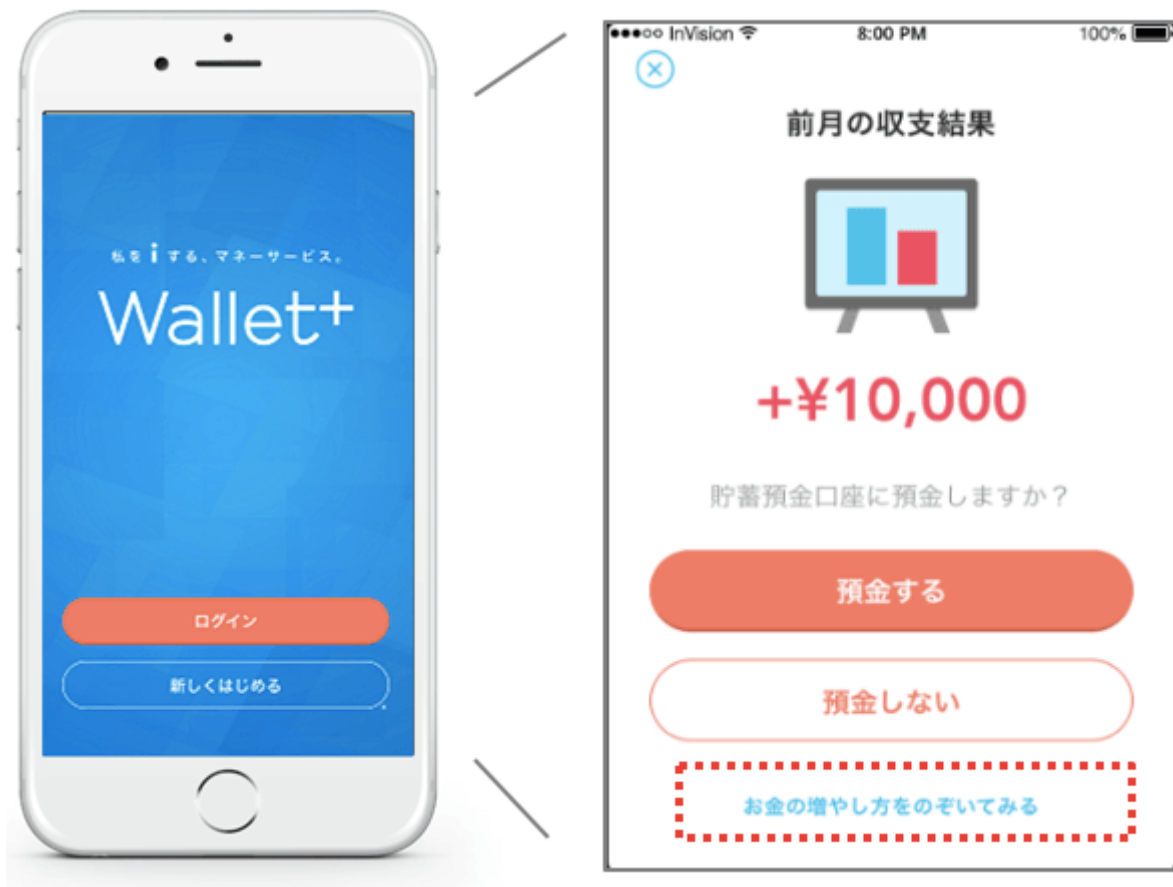 私をiする、マネーサービス。
Wallet+
ログイン
新しくはじめる
●●●○○ InVision 8:00 PM 100%
前月の収支結果
+¥10,000
貯蓄預金口座に預金しますか?
預金する
預金しない
お金の増やし方をのぞいてみる